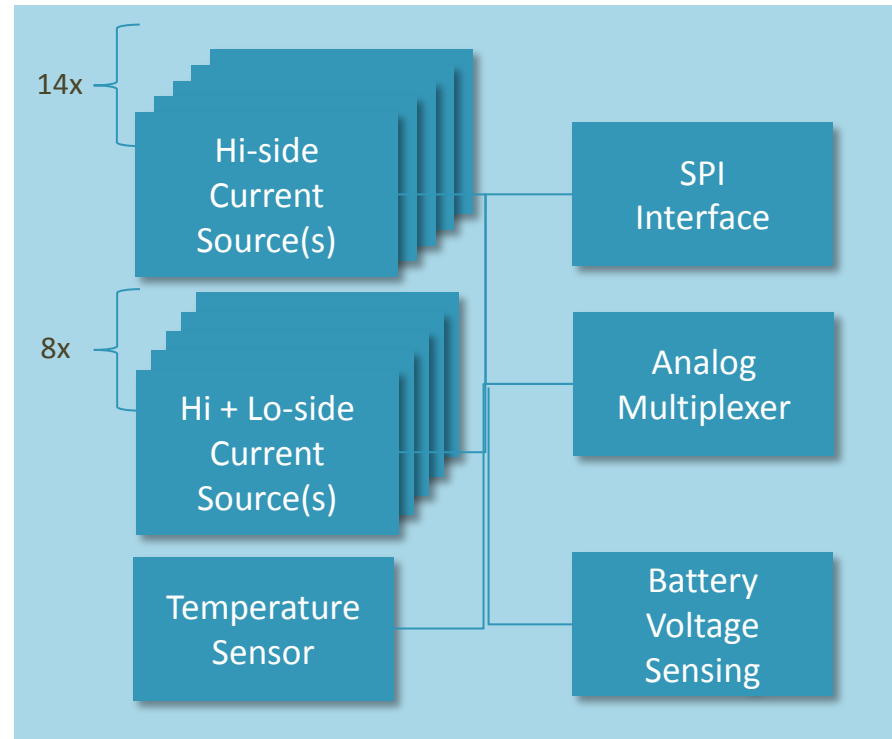 14x
Hi-side
Current
Source(s)
SPI
Interface
8x
Hi + Lo-side
Current
Source(s)
Analog
Multiplexer
Temperature
Sensor
Battery
Voltage
Sensing